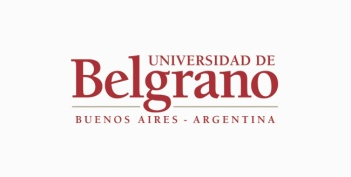 UNIVERSIDAD DE
Belgrano
BUENOS AIRES - ARGENTINA